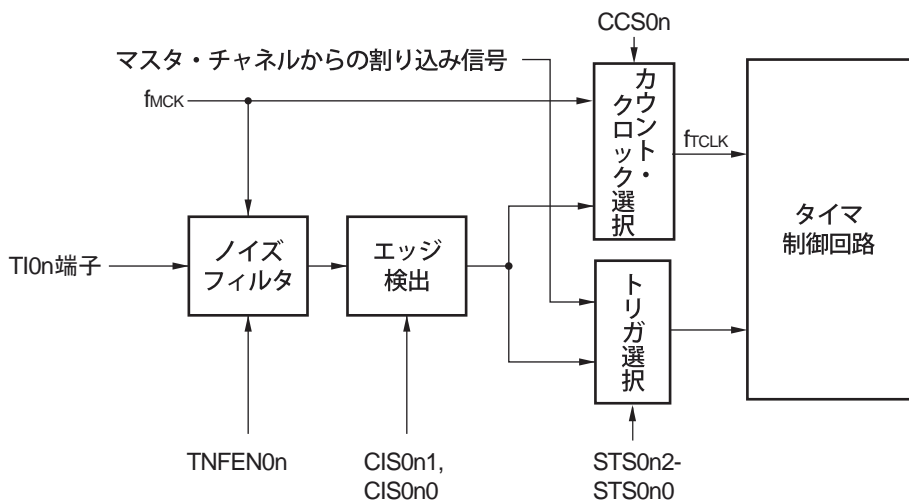 CCS0n
マスタ・チャネルからの割り込み信号
fMCK
カウント・
クロック選択
fTCLK
タイマ
制御回路
TI0n端子
ノイズ
フィルタ
エッジ
検出
トリガ選択
TNFEN0n
CIS0n1,
CIS0n0
STS0n2-
STS0n0